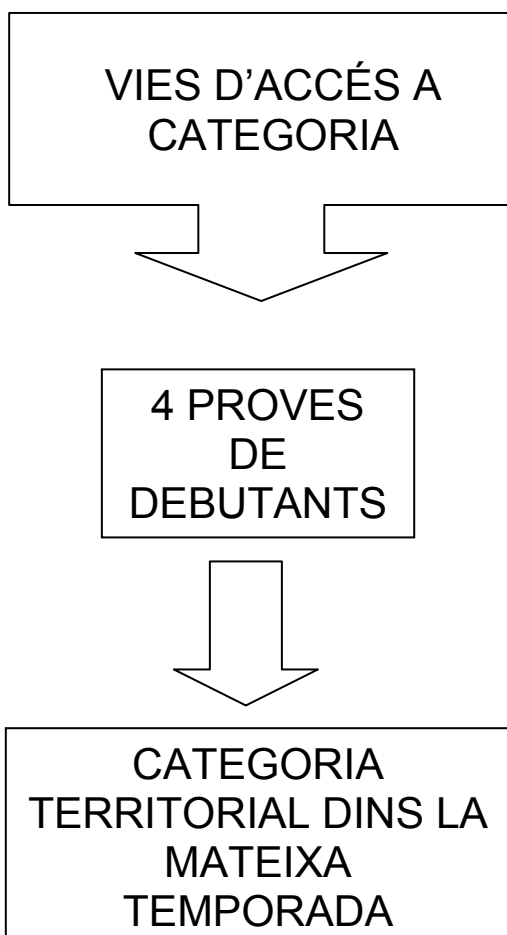 VIES D’ACCÉS A
CATEGORIA
4 PROVES
DE
DEBUTANTS
CATEGORIA
TERRITORIAL DINS LA
MATEIXA
TEMPORADA